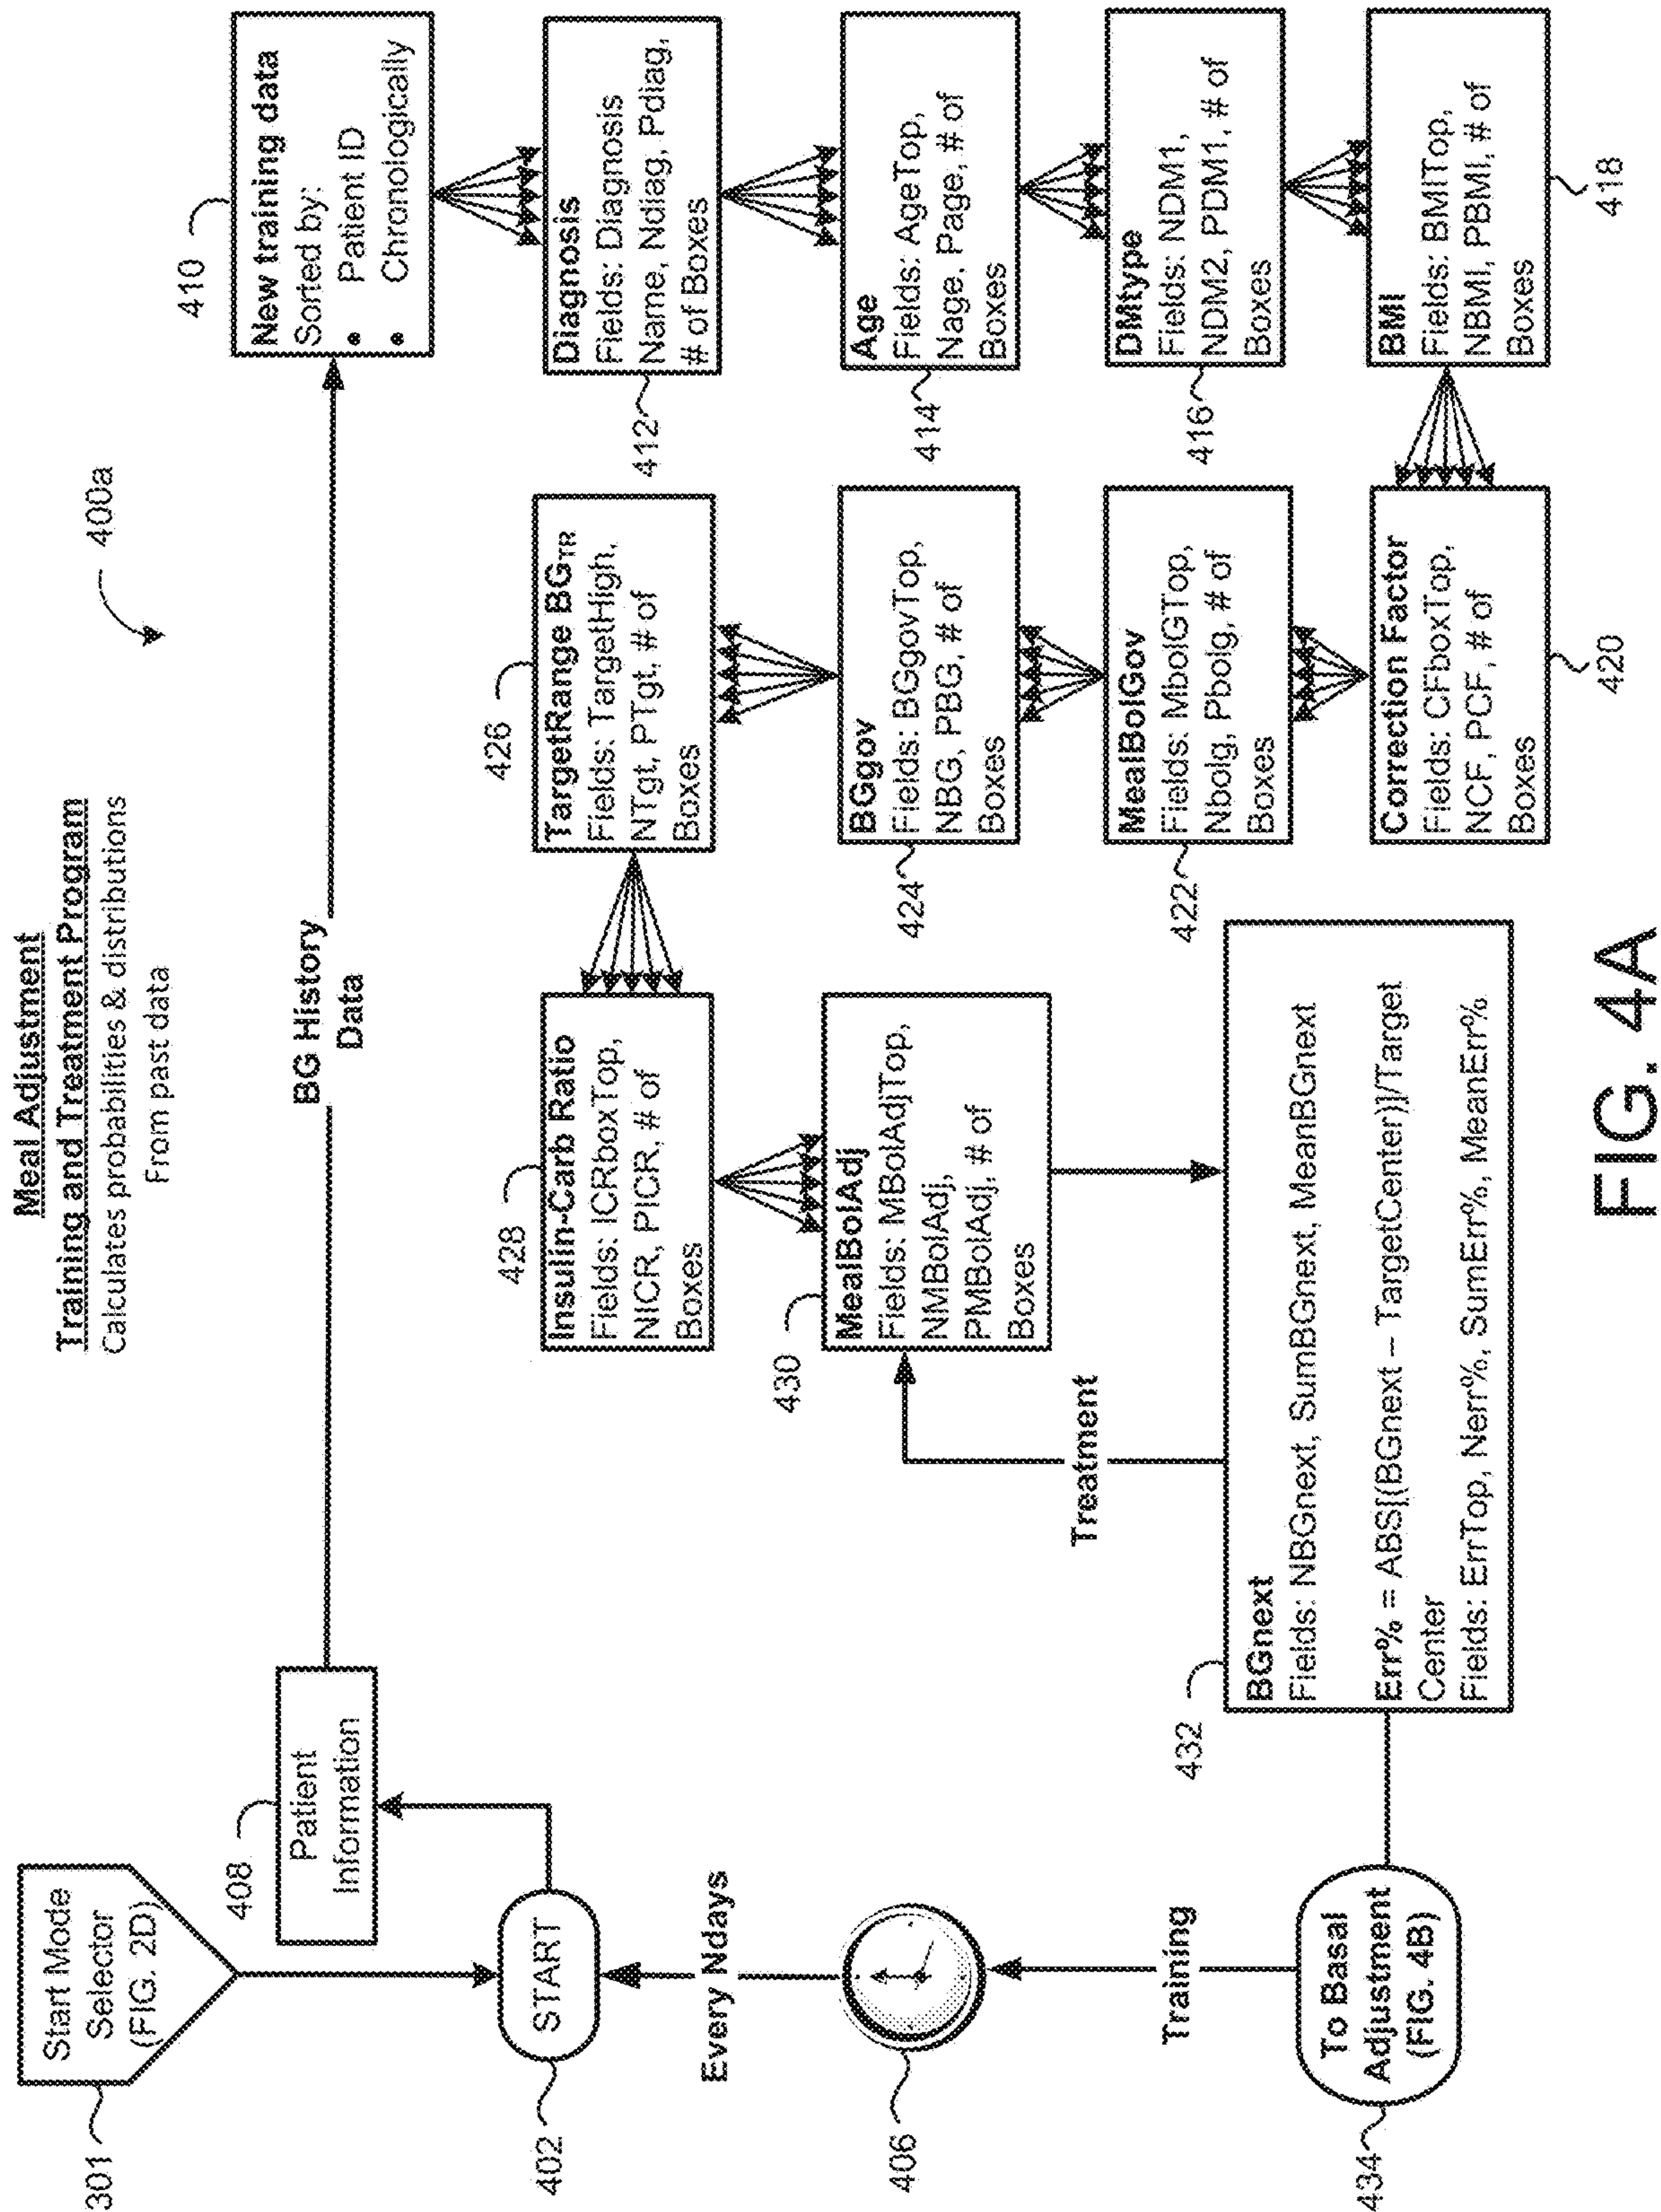 Meal Adjustment
Training and Treatment Program
Calculates probabilities & distributions
From past data
400a
301
Start Mode
Selector
(FIG. 2D)
408
Patient
Information
BG History
Data
410
New training data
Sorted by:
• Patient ID
• Chronologically
402
START
Every Ndays
406
Training
434
To Basal
Adjustment
(FIG. 4B)
412
Diagnosis
Fields: Diagnosis
Name, Ndiag, Pdiag,
# of Boxes
414
Age
Fields: AgeTop,
Nage, Page, # of
Boxes
416
DMtype
Fields: NDM1,
NDM2, PDM1, # of
Boxes
418
BMI
Fields: BMITop,
NBMI, PBMI, # of
Boxes
420
Correction Factor
Fields: CFboxTop,
NCF, PCF, # of
Boxes
422
MealBolGov
Fields: MbolGTop,
Nbolg, Pbolg, # of
Boxes
424
BGgov
Fields: BGgovTop,
NBG, PBG, # of
Boxes
426
TargetRange BGTR
Fields: TargetHigh,
NTgt, PTgt, # of
Boxes
428
Insulin-Carb Ratio
Fields: ICRboxTop,
NICR, PICR, # of
Boxes
430
MealBolAdj
Fields: MBolAdjTop,
NMBolAdj,
PMBolAdj, # of
Boxes
Treatment
432
BGnext
Fields: NBGnext, SumBGnext, MeanBGnext
Err% = ABS[(BGnext – TargetCenter)]/Target
Center
Fields: ErrTop, Nerr%, SumErr%, MeanErr%
FIG. 4A